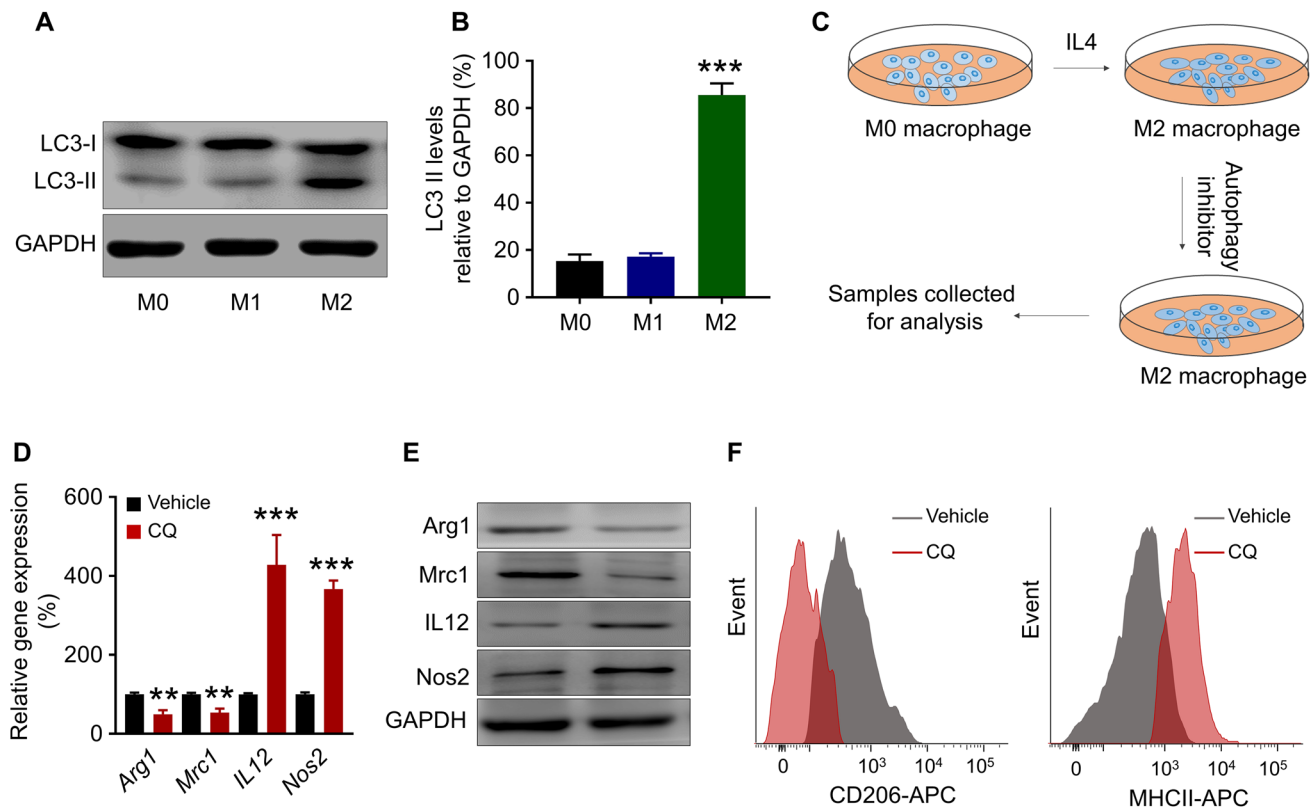 A
LC3-I
LC3-II
GAPDH
M0
M1
M2
B
LC3 II levels
relative to GAPDH (%)
100
80
60
40
20
0
***
M0
M1
M2
C
IL4
M0 macrophage
M2 macrophage
Autophagy
inhibitor
Samples collected
for analysis
M2 macrophage
D
Relative gene expression
(%)
600
400
200
0
Vehicle
CQ
**
**
***
***
Arg1
Mrc1
IL12
Nos2
E
Arg1
Mrc1
IL12
Nos2
GAPDH
F
Event
Vehicle
CQ
0
10³
10⁴
10⁵
CD206-APC
Event
Vehicle
CQ
0
10³
10⁴
10⁵
MHCII-APC